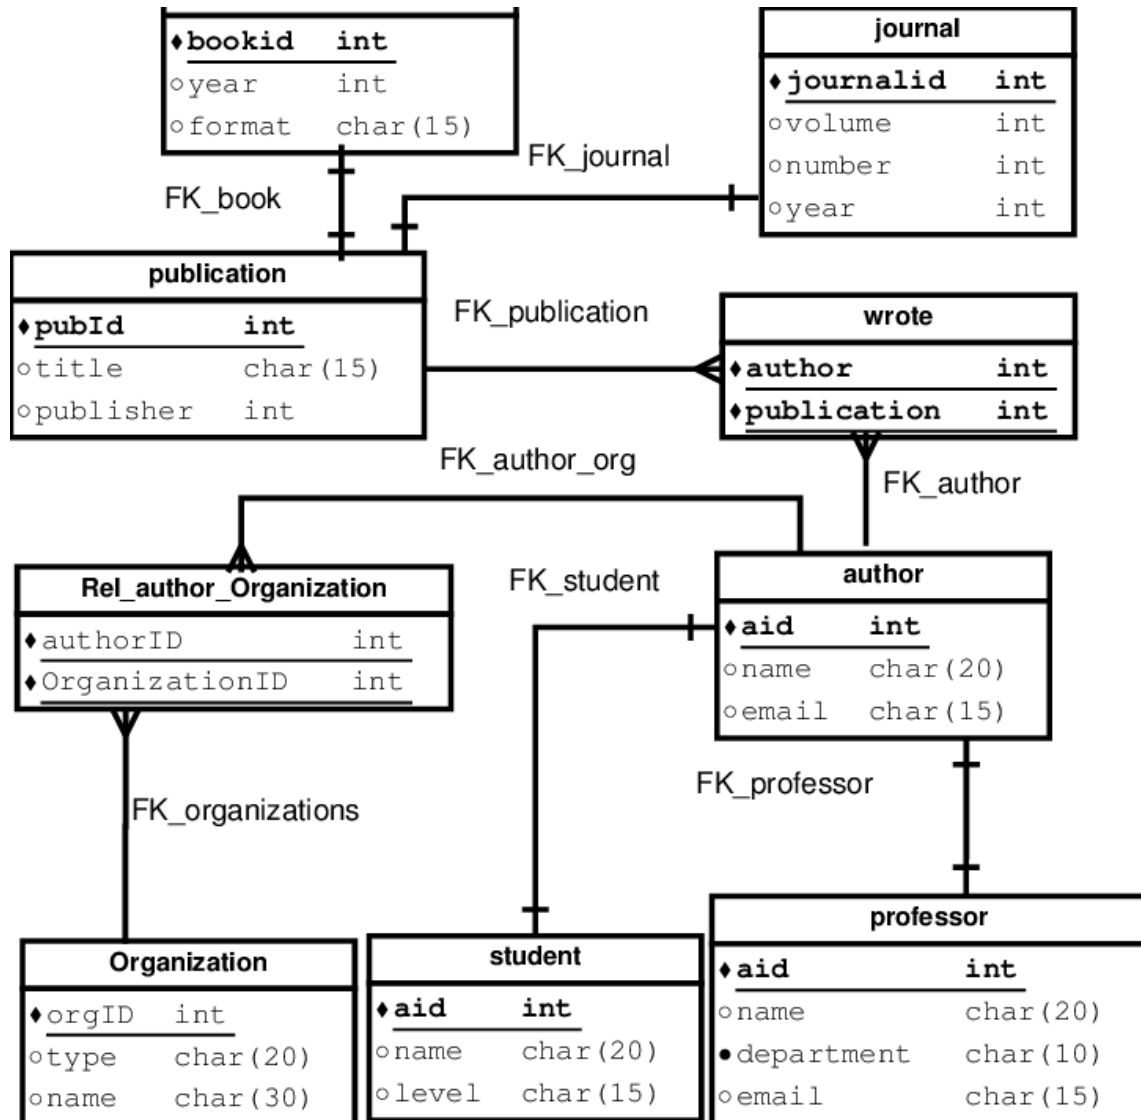 bookid int
year int
format char(15)
journal
journalid int
volume int
number int
year int
FK_journal
FK_book
publication
pubId int
title char(15)
publisher int
FK_publication
wrote
author int
publication int
FK_author_org
FK_author
Rel_author_Organization
authorID int
OrganizationID int
FK_student
author
aid int
name char(20)
email char(15)
FK_professor
FK_organizations
Organization
orgID int
type char(20)
name char(30)
student
aid int
name char(20)
level char(15)
professor
aid int
name char(20)
department char(10)
email char(15)